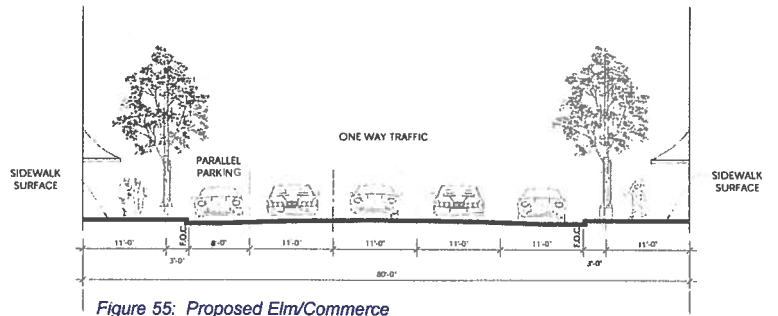 ONE WAY TRAFFIC
PARALLEL
PARKING
SIDEWALK
SURFACE
SIDEWALK
SURFACE
11'-0" F.O.C. 8'-0" 11'-0" 11'-0" 11'-0" 11'-0" F.O.C. 11'-0"
3'-0" 3'-0"
80'-0"
Figure 55: Proposed Elm/Commerce